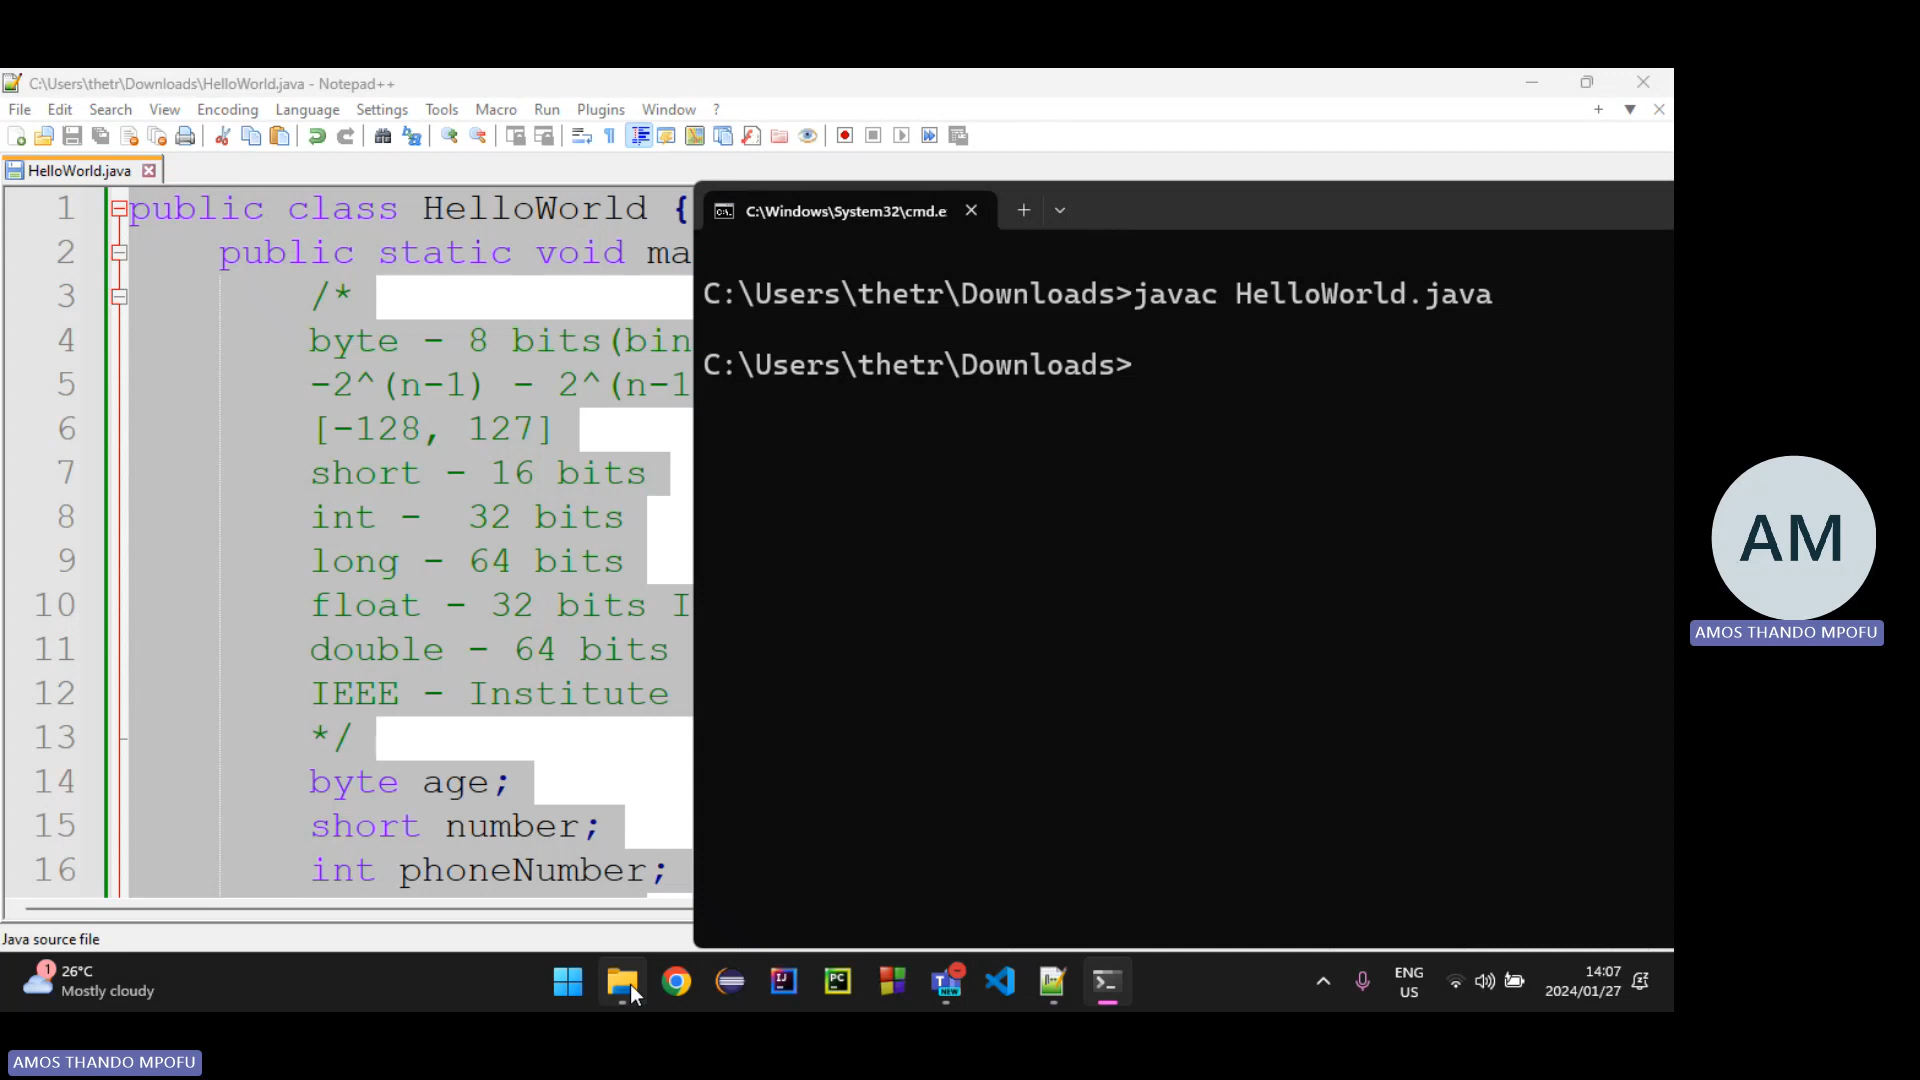 C:\Users\thetr\Downloads\HelloWorld.java - Notepad++
File Edit Search View Encoding Language Settings Tools Macro Run Plugins Window ?
HelloWorld.java
1 public class HelloWorld {
2 public static void ma
3 /*
4 byte - 8 bits(bin
5 -2^(n-1) - 2^(n-1
6 [-128, 127]
7 short - 16 bits
8 int - 32 bits
9 long - 64 bits
10 float - 32 bits I
11 double - 64 bits
12 IEEE - Institute
13 */
14 byte age;
15 short number;
16 int phoneNumber;
Java source file
C:\Windows\System32\cmd.e
C:\Users\thetr\Downloads>javac HelloWorld.java
C:\Users\thetr\Downloads>
AM
AMOS THANDO MPOFU
1
26°C
Mostly cloudy
IJ
PC
T
NEW
ENG
US
14:07
2024/01/27
AMOS THANDO MPOFU